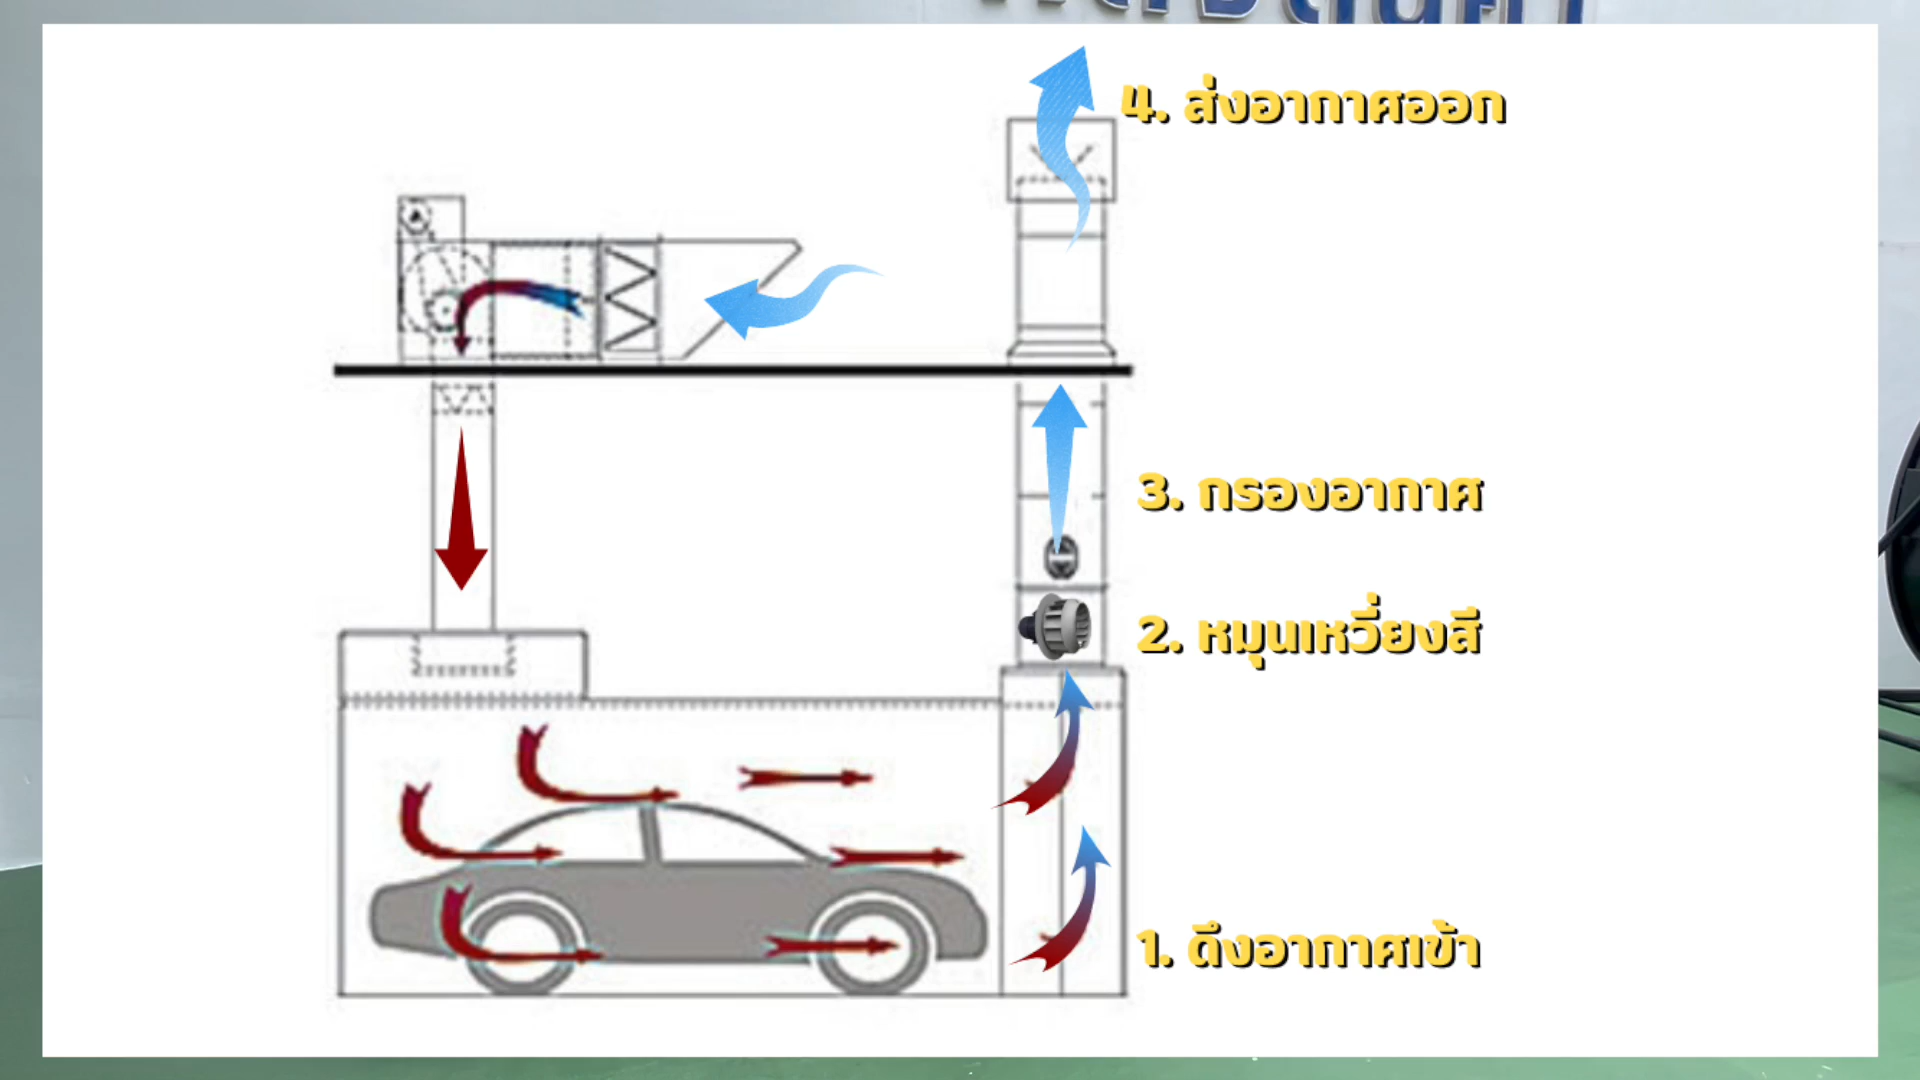 4. ส่งอากาศออก
3. กรองอากาศ
2. หมุนเหวี่ยงสี
1. ดึงอากาศเข้า